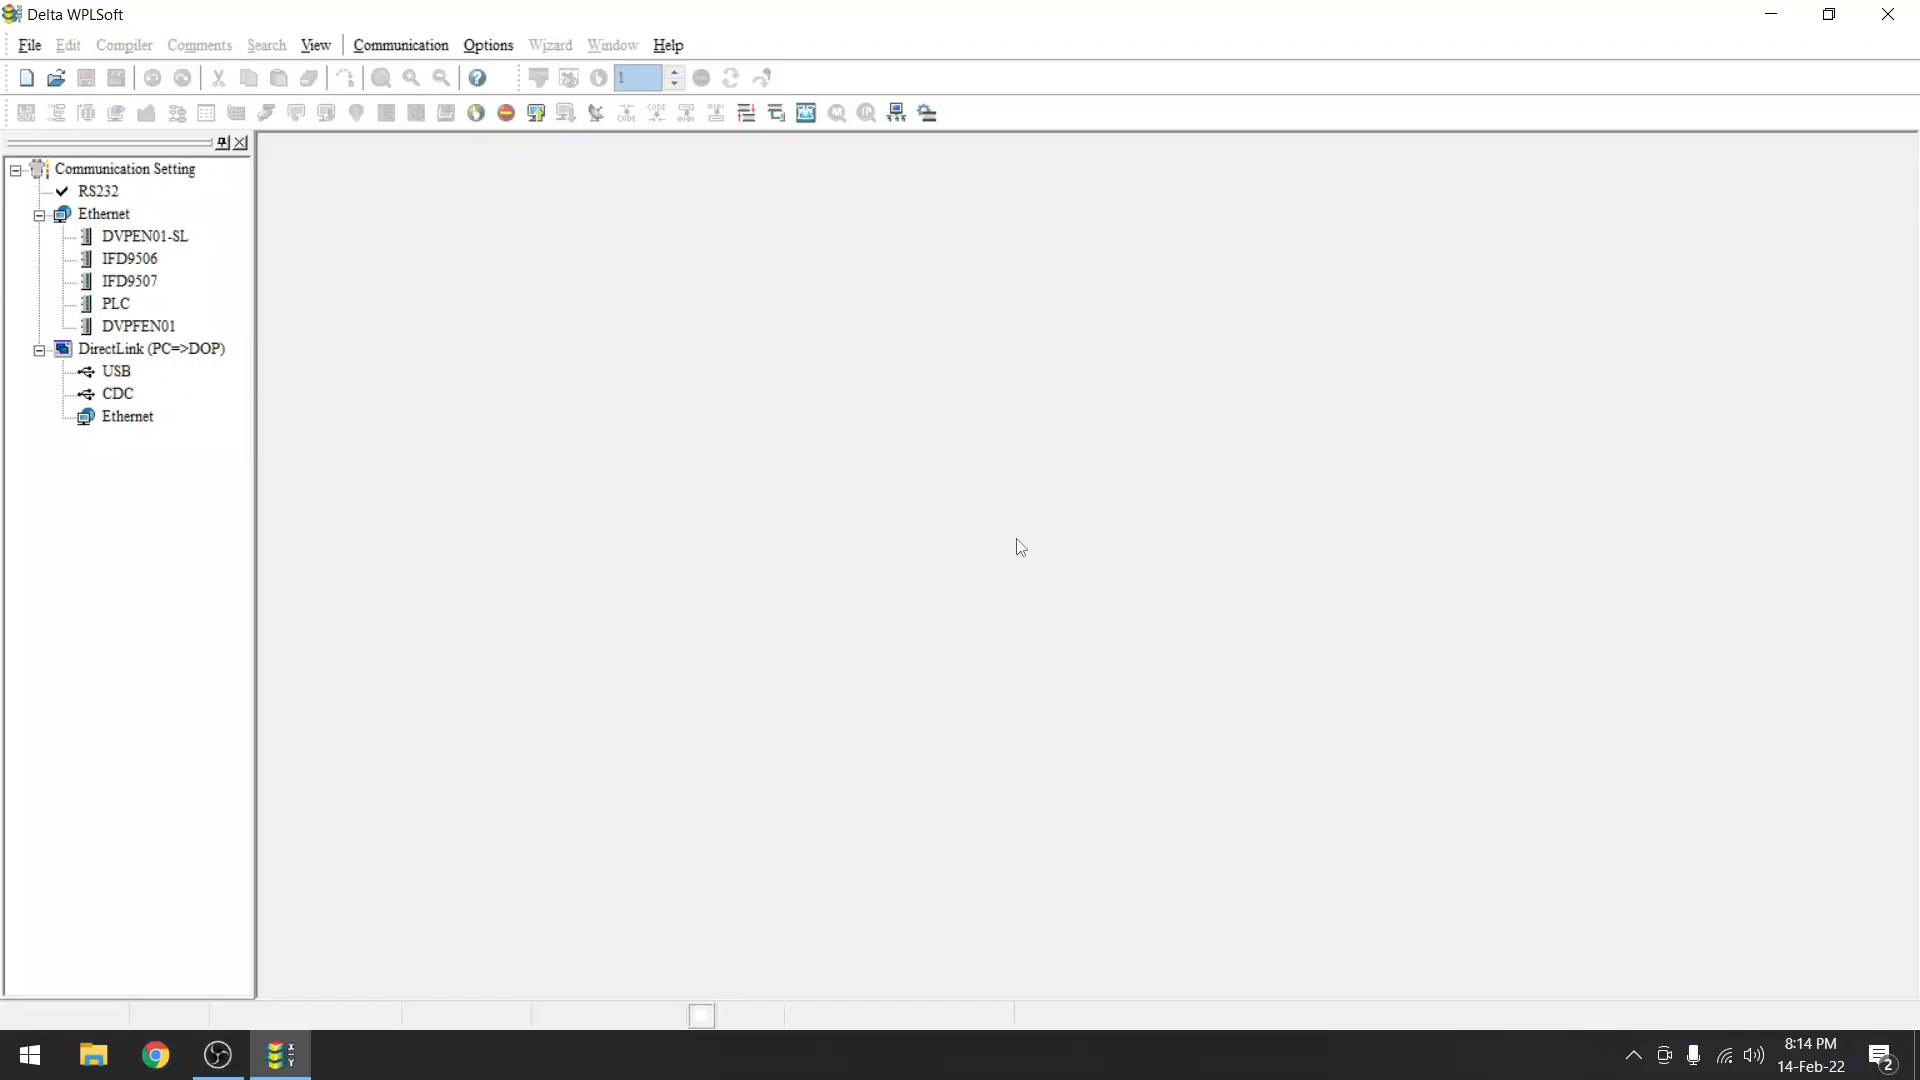 Delta WPLSoft
File Edit Compiler Comments Search View Communication Options Wizard Window Help
1
Communication Setting
RS232
Ethernet
DVPEN01-SL
IFD9506
IFD9507
PLC
DVPFEN01
DirectLink (PC=>DOP)
USB
CDC
Ethernet
8:14 PM
14-Feb-22
2